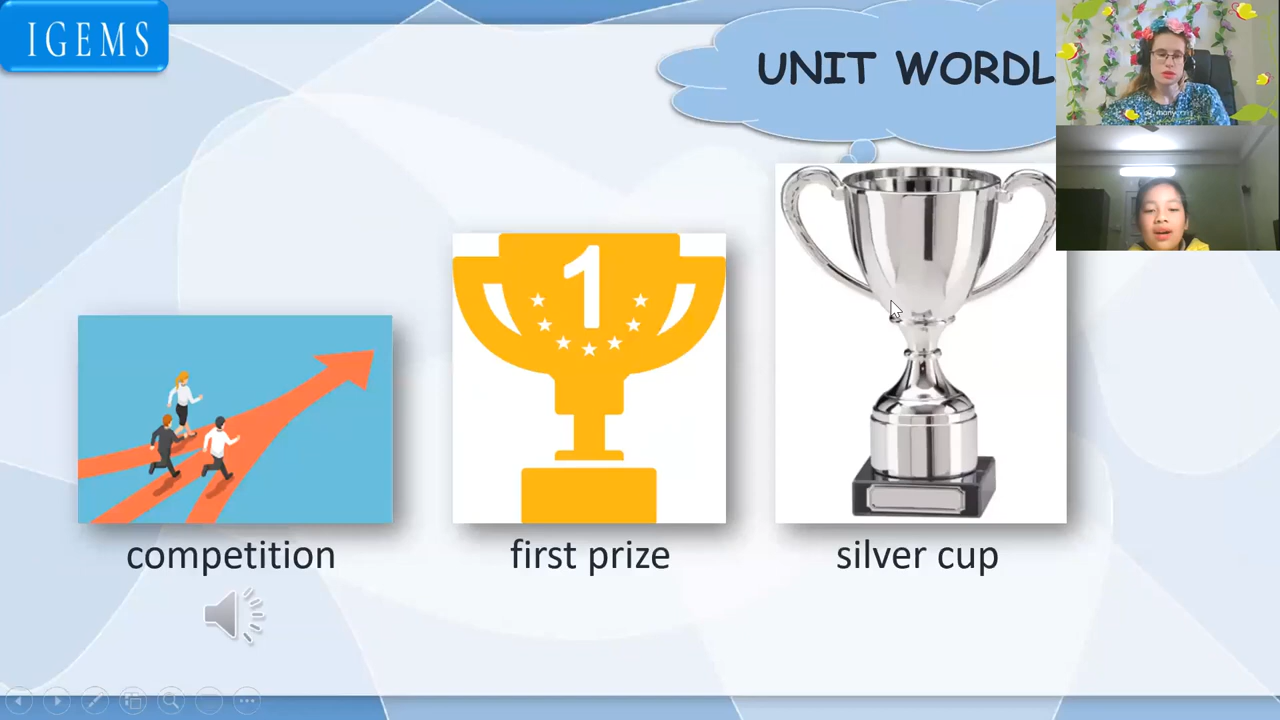 IGEMS
UNIT WORDL
1
competition
first prize
silver cup